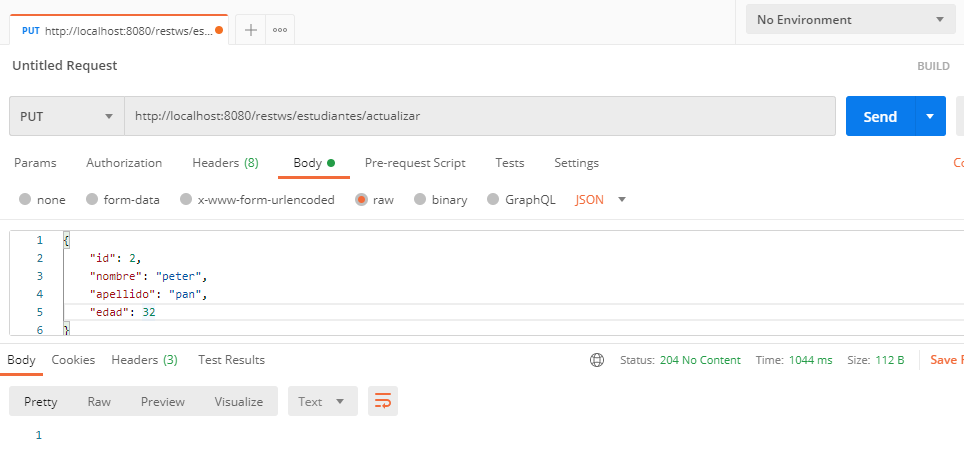 PUT http://localhost:8080/restws/es...
No Environment
Untitled Request
BUILD
PUT http://localhost:8080/restws/estudiantes/actualizar Send
Params Authorization Headers (8) Body Pre-request Script Tests Settings Co
none form-data x-www-form-urlencoded raw binary GraphQL JSON
1 {
2 "id": 2,
3 "nombre": "peter",
4 "apellido": "pan",
5 "edad": 32
6 }
Body Cookies Headers (3) Test Results Status: 204 No Content Time: 1044 ms Size: 112 B Save
Pretty Raw Preview Visualize Text
1